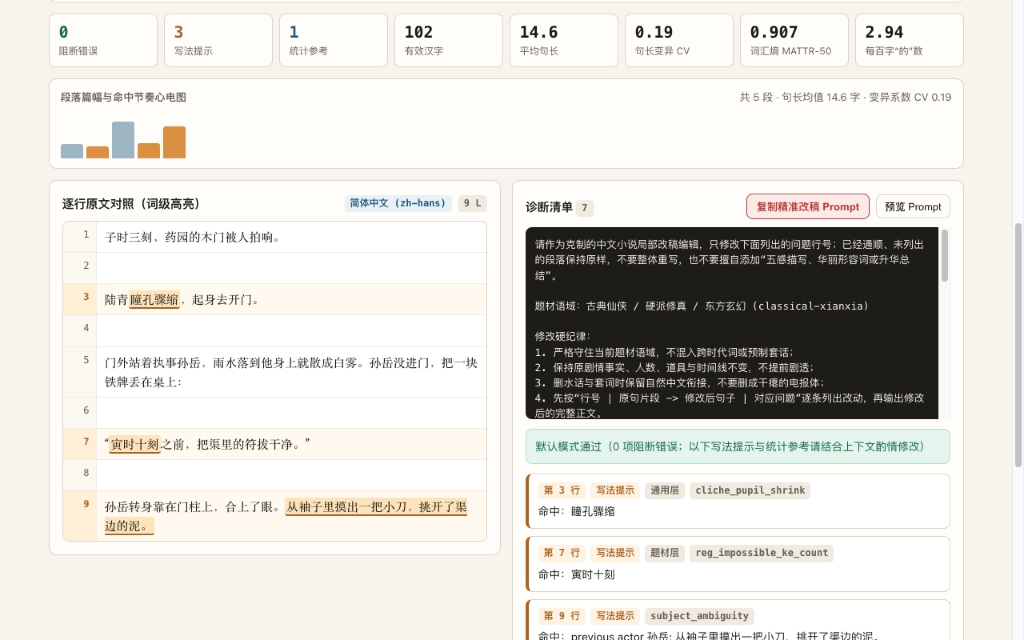 0
阻断错误
3
写法提示
1
统计参考
102
有效汉字
14.6
平均句长
0.19
句长变异 CV
0.907
词汇熵 MATTR-50
2.94
每百字“的”数
段落篇幅与命中节奏心电图
共 5 段 · 句长均值 14.6 字 · 变异系数 CV 0.19
逐行原文对照（词级高亮）
简体中文 (zh-hans)
9 L
1 子时三刻，药园的木门被人拍响。
2
3 陆青瞳孔骤缩，起身去开门。
4
5 门外站着执事孙岳，雨水落到他身上就散成白雾。孙岳没进门，把一块
铁牌丢在桌上：
6
7 “寅时十刻之前，把渠里的符拔干净。”
8
9 孙岳转身靠在门柱上，合上了眼。从袖子里摸出一把小刀，挑开了渠
边的泥。
诊断清单 7
复制精准改稿 Prompt
预览 Prompt
请作为克制的中文小说局部改稿编辑，只修改下面列出的问题行号；已经通顺、未列出
的段落保持原样，不要整体重写，也不要擅自添加“五感描写、华丽形容词或升华总
结”。
题材语域：古典仙侠 / 硬派修真 / 东方玄幻 (classical-xianxia)
修改硬纪律：
1. 严格守住当前题材语域，不混入跨时代词或预制套话；
2. 保持原剧情事实、人数、道具与时间线不变，不提前剧透；
3. 删水话与套词时保留自然中文衔接，不要删成干瘪的电报体；
4. 先按“行号 | 原句片段 -> 修改后句子 | 对应问题”逐条列出改动，再输出修改
后的完整正文。
默认模式通过（0 项阻断错误；以下写法提示与统计参考请结合上下文酌情修改）
第 3 行 写法提示 通用层 cliche_pupil_shrink
命中：瞳孔骤缩
第 7 行 写法提示 题材层 reg_impossible_ke_count
命中：寅时十刻
第 9 行 写法提示 subject_ambiguity
命中：previous actor 孙岳: 从袖子里摸出一把小刀，挑开了渠边的泥。